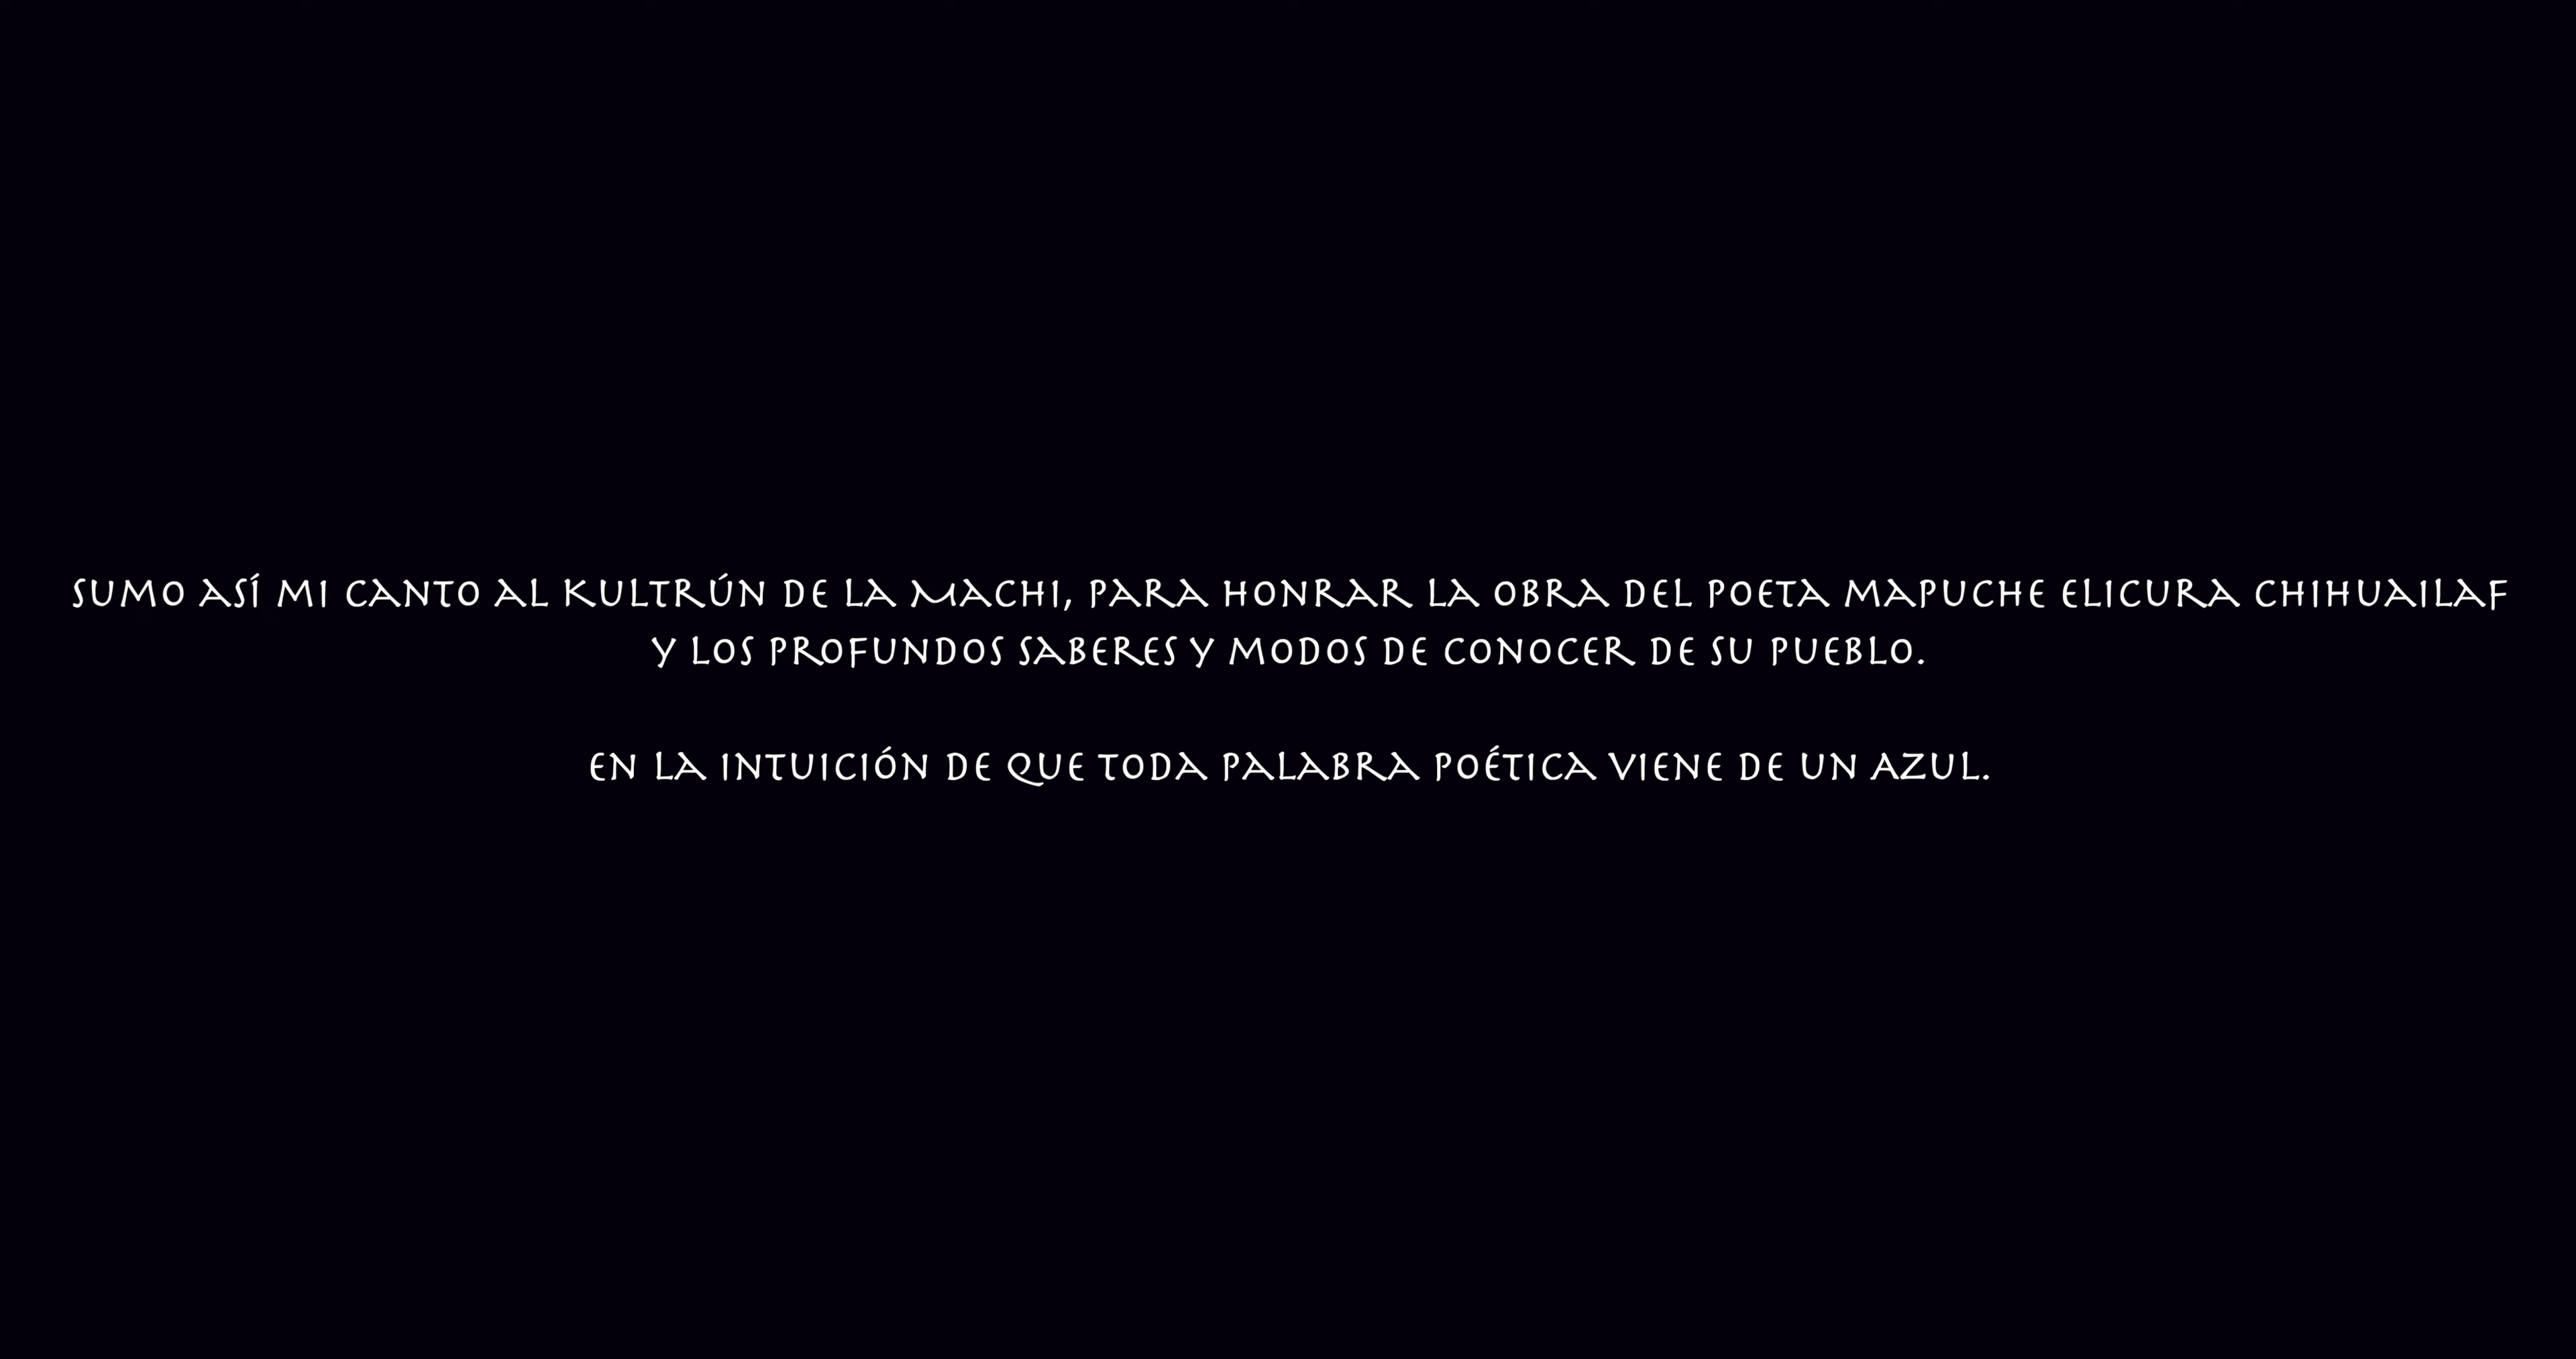 Sumo así mi canto al Kultrún de la Machi, para honrar la obra del poeta mapuche Elicura Chihuailaf
y los profundos saberes y modos de conocer de su pueblo.
En la intuición de que toda palabra poética viene de un Azul.